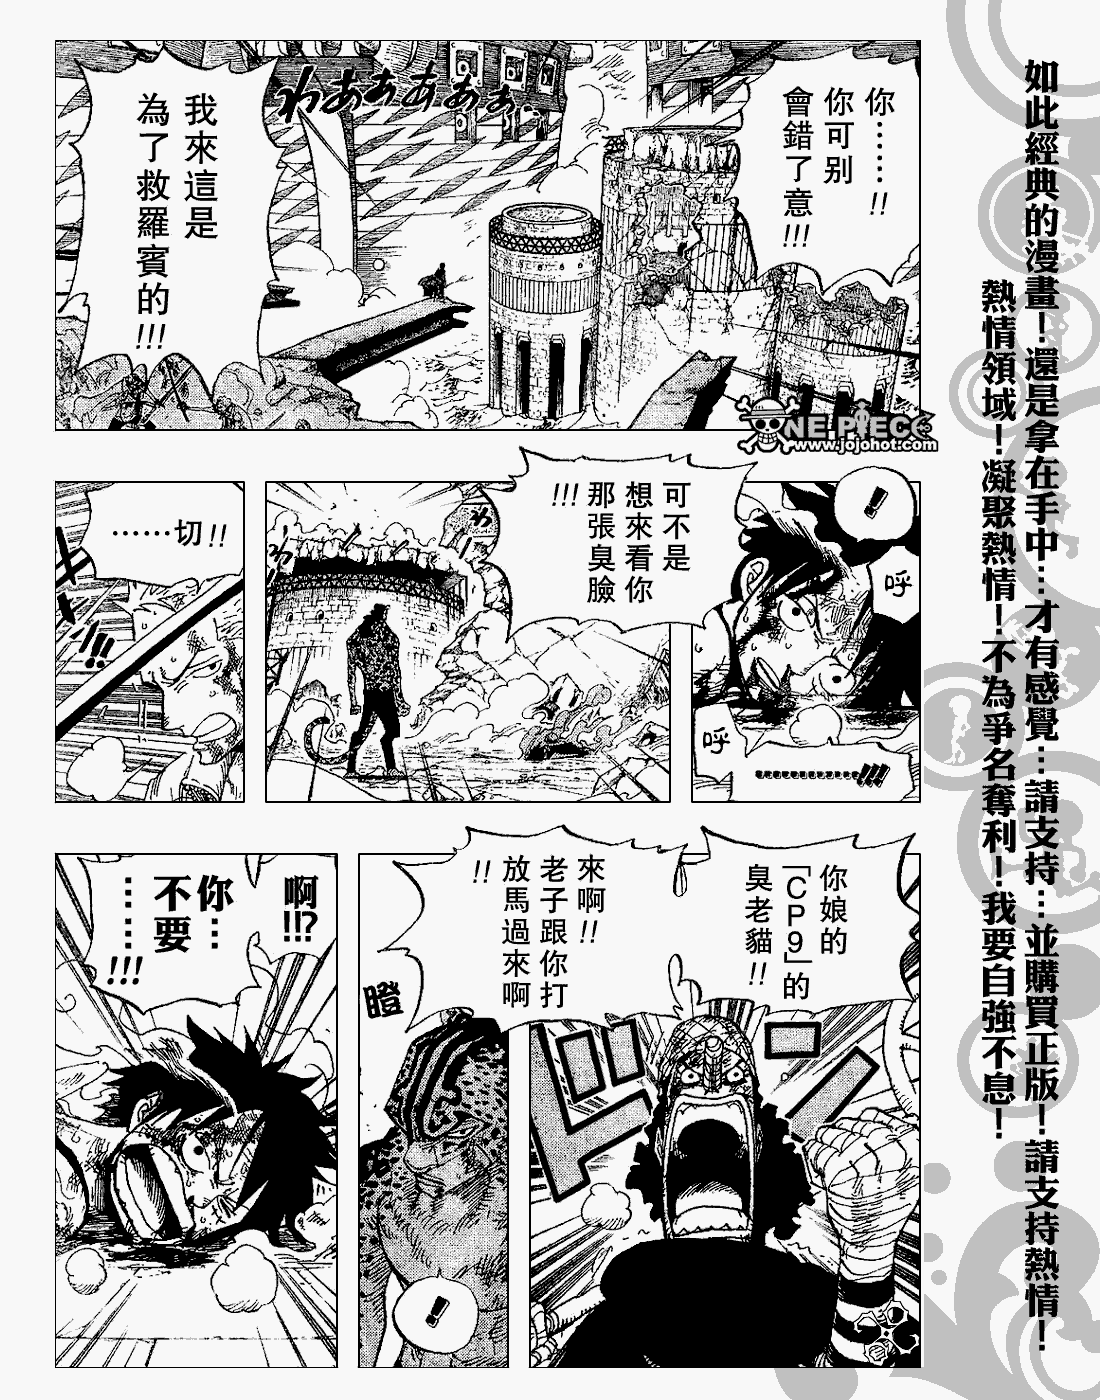 如此經典的漫畫！還是拿在手中…才有感覺…請支持…並購買正版！請支持熱情！
熱情領域！凝聚熱情！不為爭名奪利！我要自強不息！
你……!!
你可別
會錯了意!!!
わああああぁ…
我來這是
為了救羅賓的!!!
ONE PIECE
www.jojohot.com
!
呼
呼
…………!!!
可不是
想來看你
那張臭臉
!!!
わ
わ
……切!!
!!!
你娘的
「CP9」的
臭老貓!!
來啊!!
老子跟你打
放馬過來啊
!!
ドド
瞪
!
啊!!?
你…
不要
……!!!